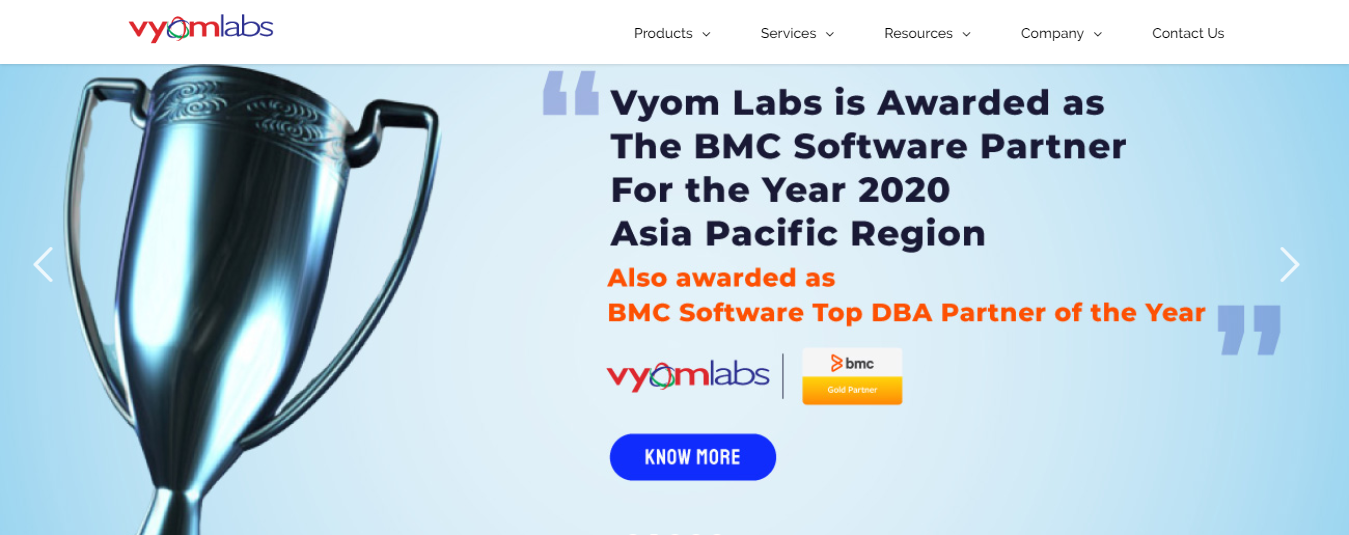 vyomlabs
Products Services Resources Company Contact Us
“Vyom Labs is Awarded as
The BMC Software Partner
For the Year 2020
Asia Pacific Region
Also awarded as
BMC Software Top DBA Partner of the Year”
vyomlabs | bmc
Gold Partner
KNOW MORE